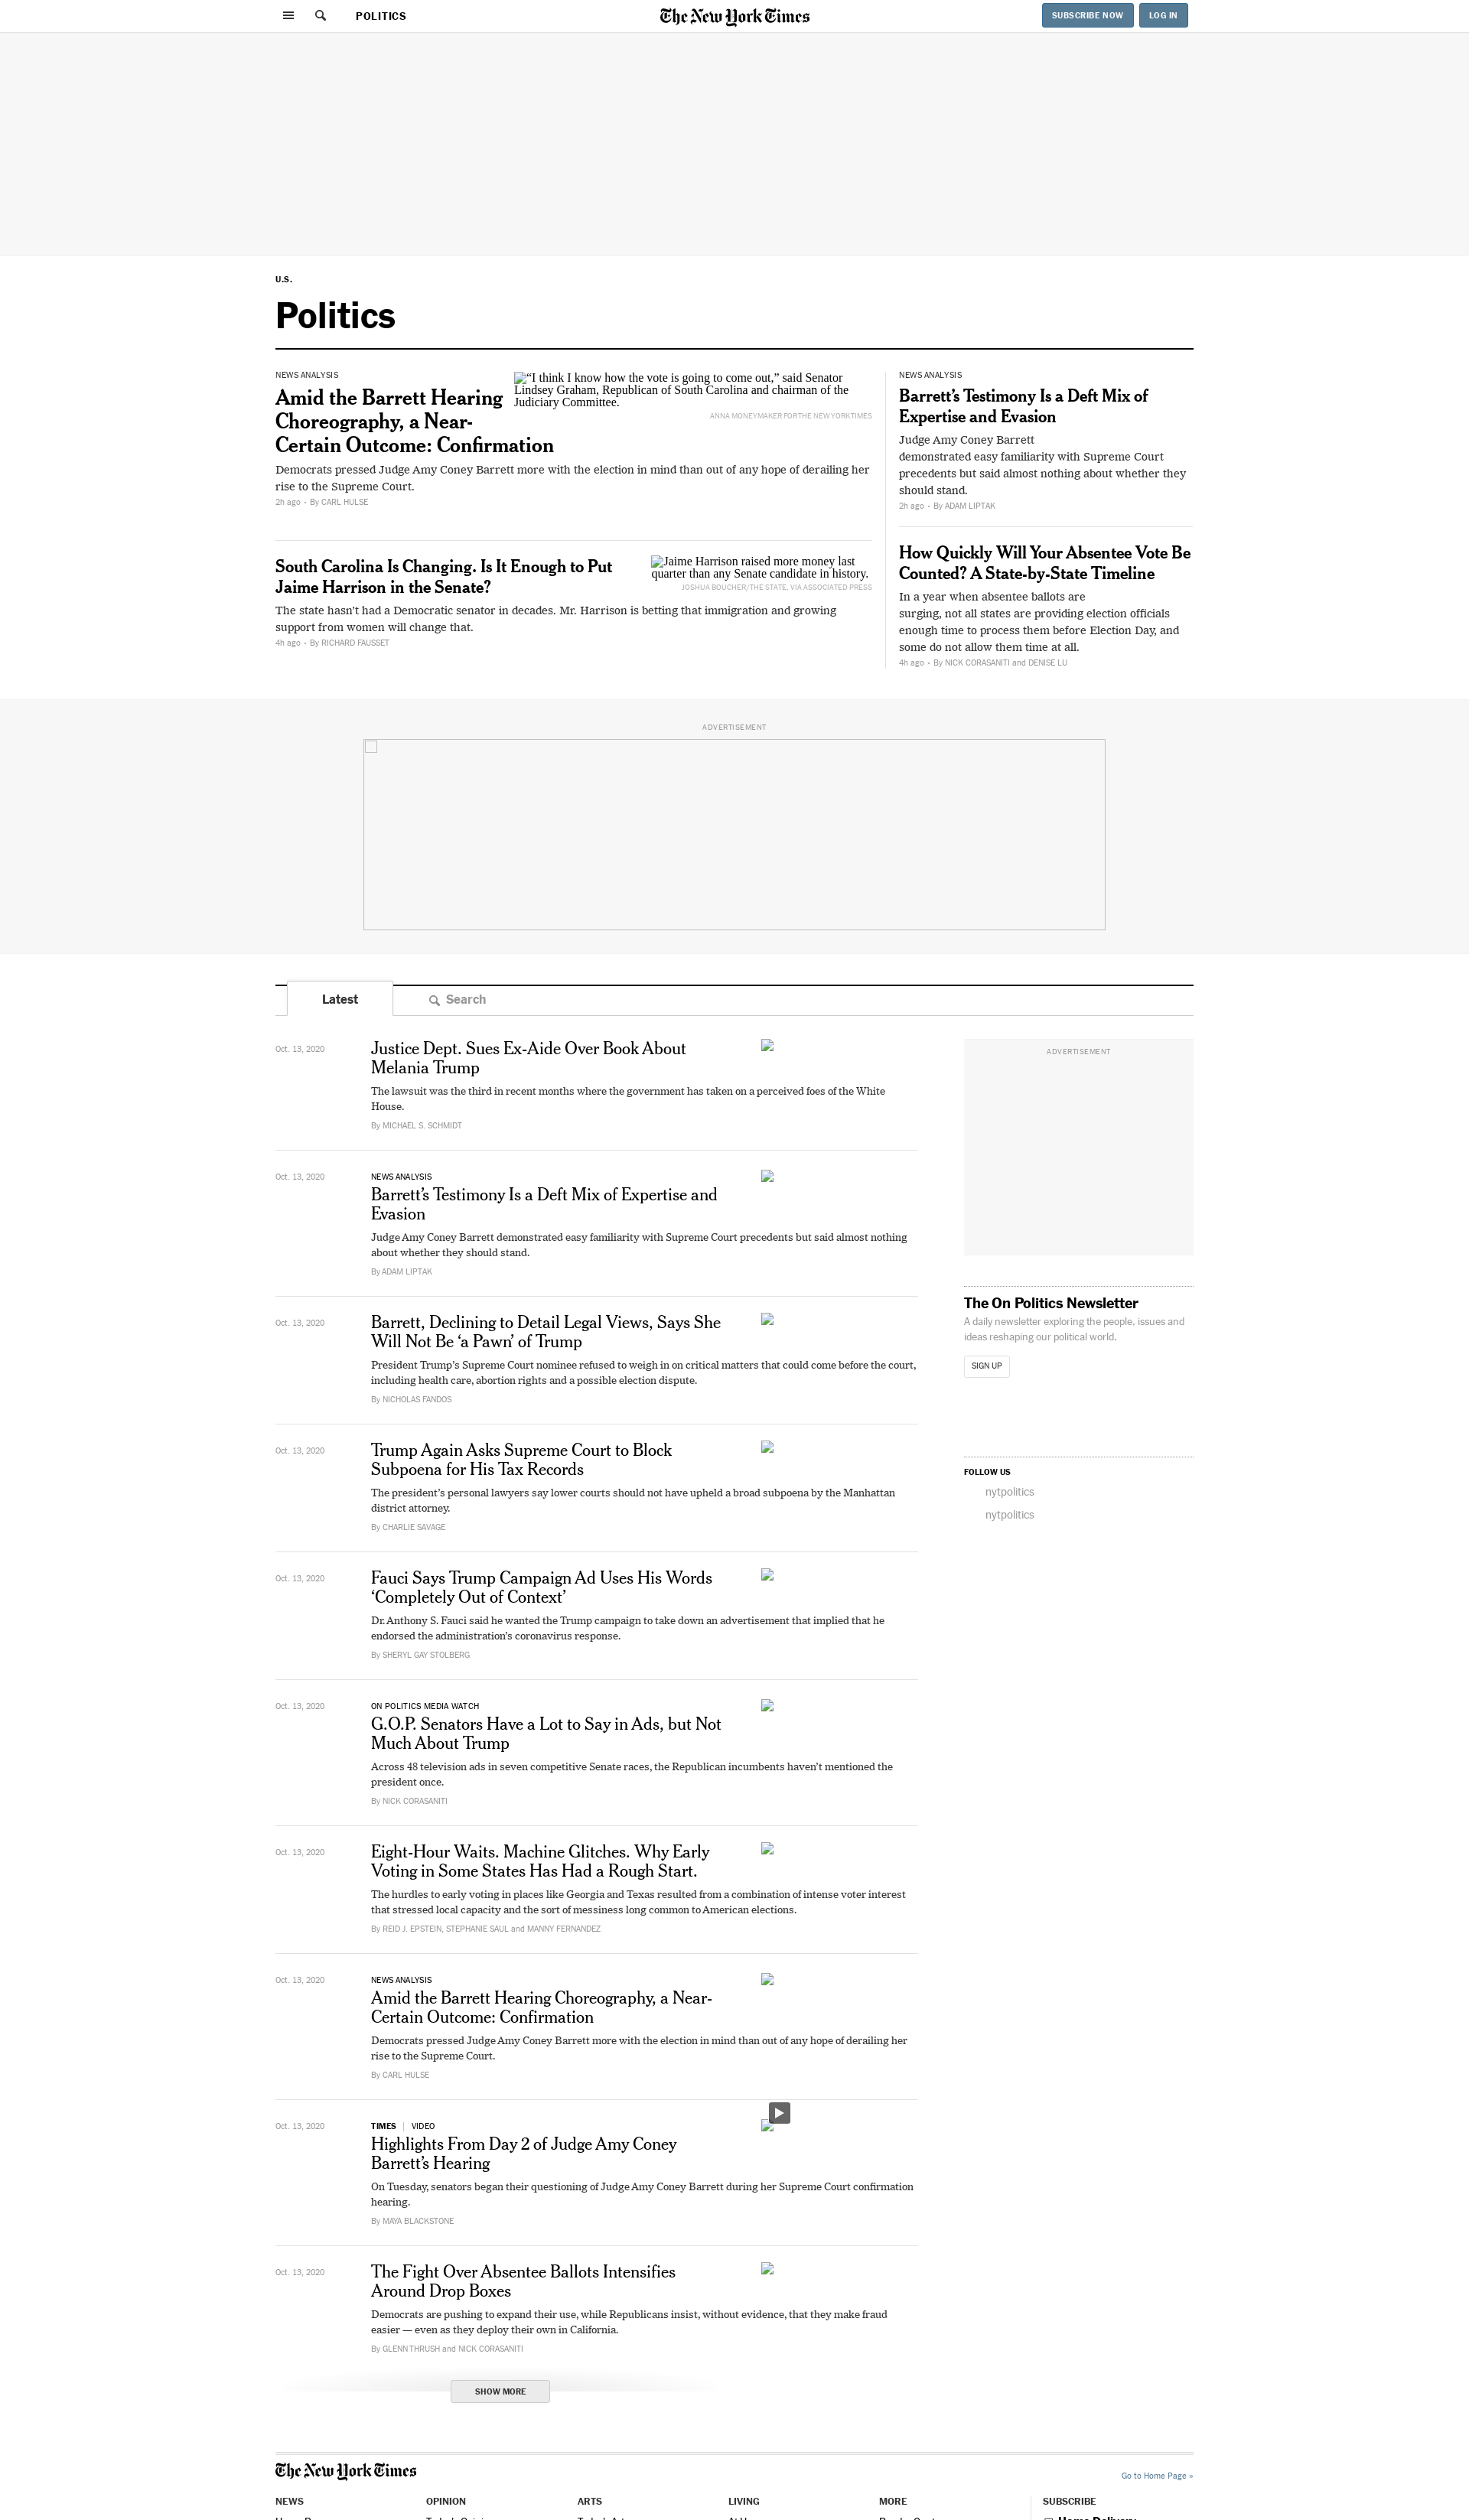 POLITICS
The New York Times
SUBSCRIBE NOW
LOG IN
U.S.
Politics
NEWS ANALYSIS
Amid the Barrett Hearing
Choreography, a Near-
Certain Outcome: Confirmation
“I think I know how the vote is going to come out,” said Senator
Lindsey Graham, Republican of South Carolina and chairman of the
Judiciary Committee.
ANNA MONEYMAKER FOR THE NEW YORK TIMES
Democrats pressed Judge Amy Coney Barrett more with the election in mind than out of any hope of derailing her
rise to the Supreme Court.
2h ago • By CARL HULSE
South Carolina Is Changing. Is It Enough to Put
Jaime Harrison in the Senate?
Jaime Harrison raised more money last
quarter than any Senate candidate in history.
JOSHUA BOUCHER/THE STATE, VIA ASSOCIATED PRESS
The state hasn’t had a Democratic senator in decades. Mr. Harrison is betting that immigration and growing
support from women will change that.
4h ago • By RICHARD FAUSSET
NEWS ANALYSIS
Barrett’s Testimony Is a Deft Mix of
Expertise and Evasion
Judge Amy Coney Barrett
demonstrated easy familiarity with Supreme Court
precedents but said almost nothing about whether they
should stand.
2h ago • By ADAM LIPTAK
How Quickly Will Your Absentee Vote Be
Counted? A State-by-State Timeline
In a year when absentee ballots are
surging, not all states are providing election officials
enough time to process them before Election Day, and
some do not allow them time at all.
4h ago • By NICK CORASANITI and DENISE LU
ADVERTISEMENT
Latest
Search
Oct. 13, 2020
Justice Dept. Sues Ex-Aide Over Book About
Melania Trump
The lawsuit was the third in recent months where the government has taken on a perceived foes of the White
House.
By MICHAEL S. SCHMIDT
Oct. 13, 2020
NEWS ANALYSIS
Barrett’s Testimony Is a Deft Mix of Expertise and
Evasion
Judge Amy Coney Barrett demonstrated easy familiarity with Supreme Court precedents but said almost nothing
about whether they should stand.
By ADAM LIPTAK
Oct. 13, 2020
Barrett, Declining to Detail Legal Views, Says She
Will Not Be ‘a Pawn’ of Trump
President Trump’s Supreme Court nominee refused to weigh in on critical matters that could come before the court,
including health care, abortion rights and a possible election dispute.
By NICHOLAS FANDOS
Oct. 13, 2020
Trump Again Asks Supreme Court to Block
Subpoena for His Tax Records
The president’s personal lawyers say lower courts should not have upheld a broad subpoena by the Manhattan
district attorney.
By CHARLIE SAVAGE
Oct. 13, 2020
Fauci Says Trump Campaign Ad Uses His Words
‘Completely Out of Context’
Dr. Anthony S. Fauci said he wanted the Trump campaign to take down an advertisement that implied that he
endorsed the administration’s coronavirus response.
By SHERYL GAY STOLBERG
Oct. 13, 2020
ON POLITICS MEDIA WATCH
G.O.P. Senators Have a Lot to Say in Ads, but Not
Much About Trump
Across 48 television ads in seven competitive Senate races, the Republican incumbents haven’t mentioned the
president once.
By NICK CORASANITI
Oct. 13, 2020
Eight-Hour Waits. Machine Glitches. Why Early
Voting in Some States Has Had a Rough Start.
The hurdles to early voting in places like Georgia and Texas resulted from a combination of intense voter interest
that stressed local capacity and the sort of messiness long common to American elections.
By REID J. EPSTEIN, STEPHANIE SAUL and MANNY FERNANDEZ
Oct. 13, 2020
NEWS ANALYSIS
Amid the Barrett Hearing Choreography, a Near-
Certain Outcome: Confirmation
Democrats pressed Judge Amy Coney Barrett more with the election in mind than out of any hope of derailing her
rise to the Supreme Court.
By CARL HULSE
Oct. 13, 2020
TIMES | VIDEO
Highlights From Day 2 of Judge Amy Coney
Barrett’s Hearing
On Tuesday, senators began their questioning of Judge Amy Coney Barrett during her Supreme Court confirmation
hearing.
By MAYA BLACKSTONE
Oct. 13, 2020
The Fight Over Absentee Ballots Intensifies
Around Drop Boxes
Democrats are pushing to expand their use, while Republicans insist, without evidence, that they make fraud
easier — even as they deploy their own in California.
By GLENN THRUSH and NICK CORASANITI
SHOW MORE
ADVERTISEMENT
The On Politics Newsletter
A daily newsletter exploring the people, issues and
ideas reshaping our political world.
SIGN UP
FOLLOW US
nytpolitics
nytpolitics
The New York Times
Go to Home Page »
NEWS
OPINION
ARTS
LIVING
MORE
SUBSCRIBE